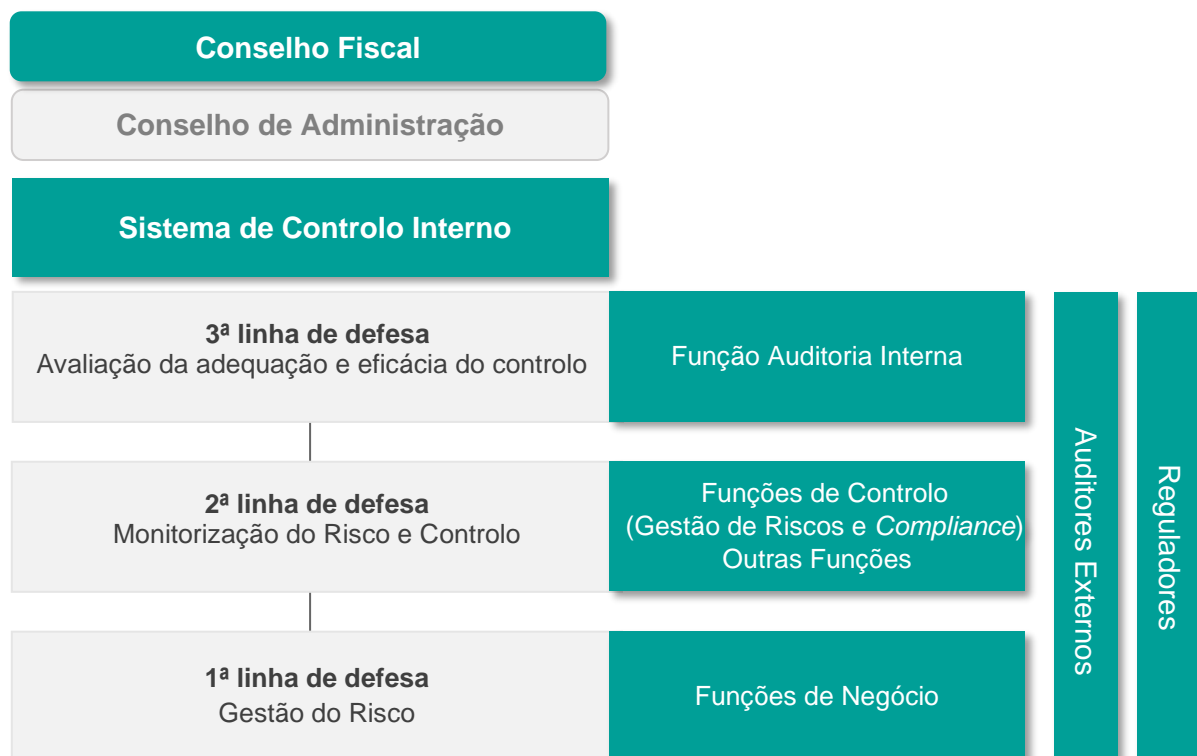 Conselho Fiscal
Conselho de Administração
Sistema de Controlo Interno
3ª linha de defesa
Avaliação da adequação e eficácia do controlo
Função Auditoria Interna
2ª linha de defesa
Monitorização do Risco e Controlo
Funções de Controlo
(Gestão de Riscos e Compliance)
Outras Funções
1ª linha de defesa
Gestão do Risco
Funções de Negócio
Auditores Externos
Reguladores